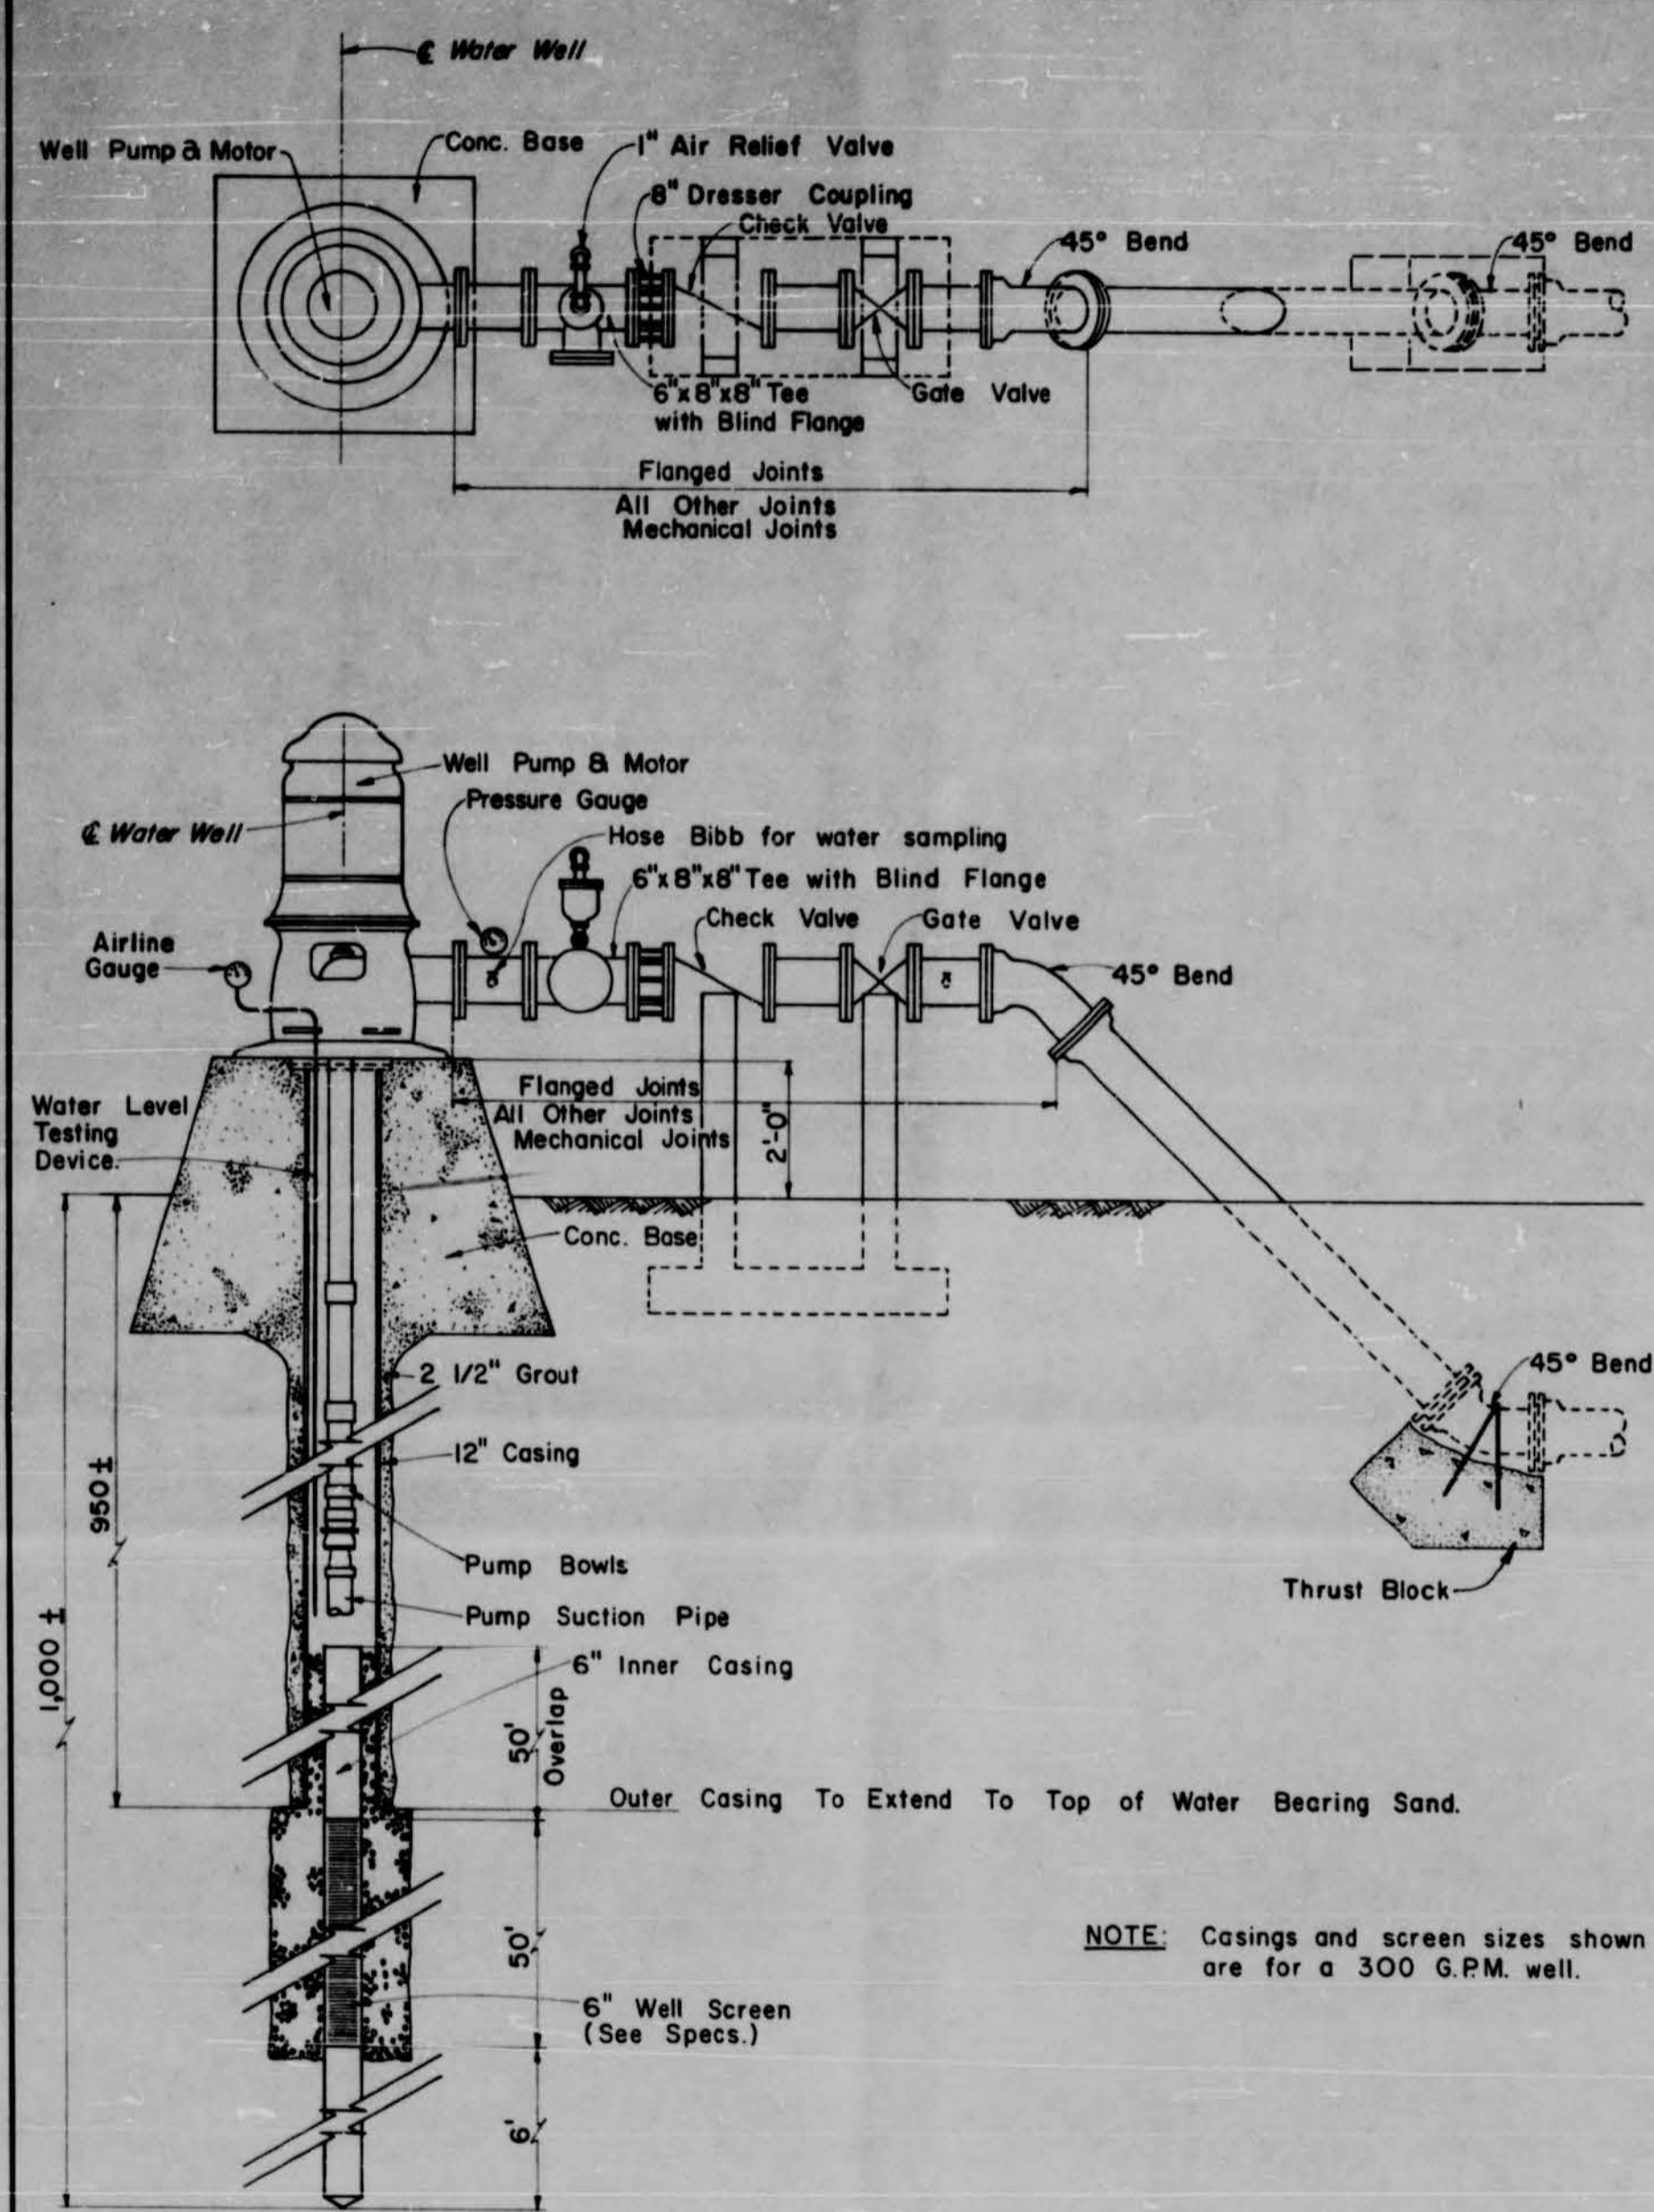 ℄ Water Well
Well Pump & Motor
Conc. Base
1" Air Relief Valve
8" Dresser Coupling
Check Valve
45° Bend
45° Bend
6"x8"x8" Tee
with Blind Flange
Gate Valve
Flanged Joints
All Other Joints
Mechanical Joints
Well Pump & Motor
Pressure Gauge
℄ Water Well
Hose Bibb for water sampling
6"x8"x8" Tee with Blind Flange
Check Valve
Gate Valve
Airline
Gauge
45° Bend
Water Level
Testing
Device.
Flanged Joints
All Other Joints
Mechanical Joints
2'-0"
Conc. Base
2 1/2" Grout
45° Bend
12" Casing
950 ±
Pump Bowls
Thrust Block
Pump Suction Pipe
1,000 ±
6" Inner Casing
50'
Overlap
Outer Casing To Extend To Top of Water Bearing Sand.
50'
NOTE: Casings and screen sizes shown
are for a 300 G.P.M. well.
6" Well Screen
(See Specs.)
6'